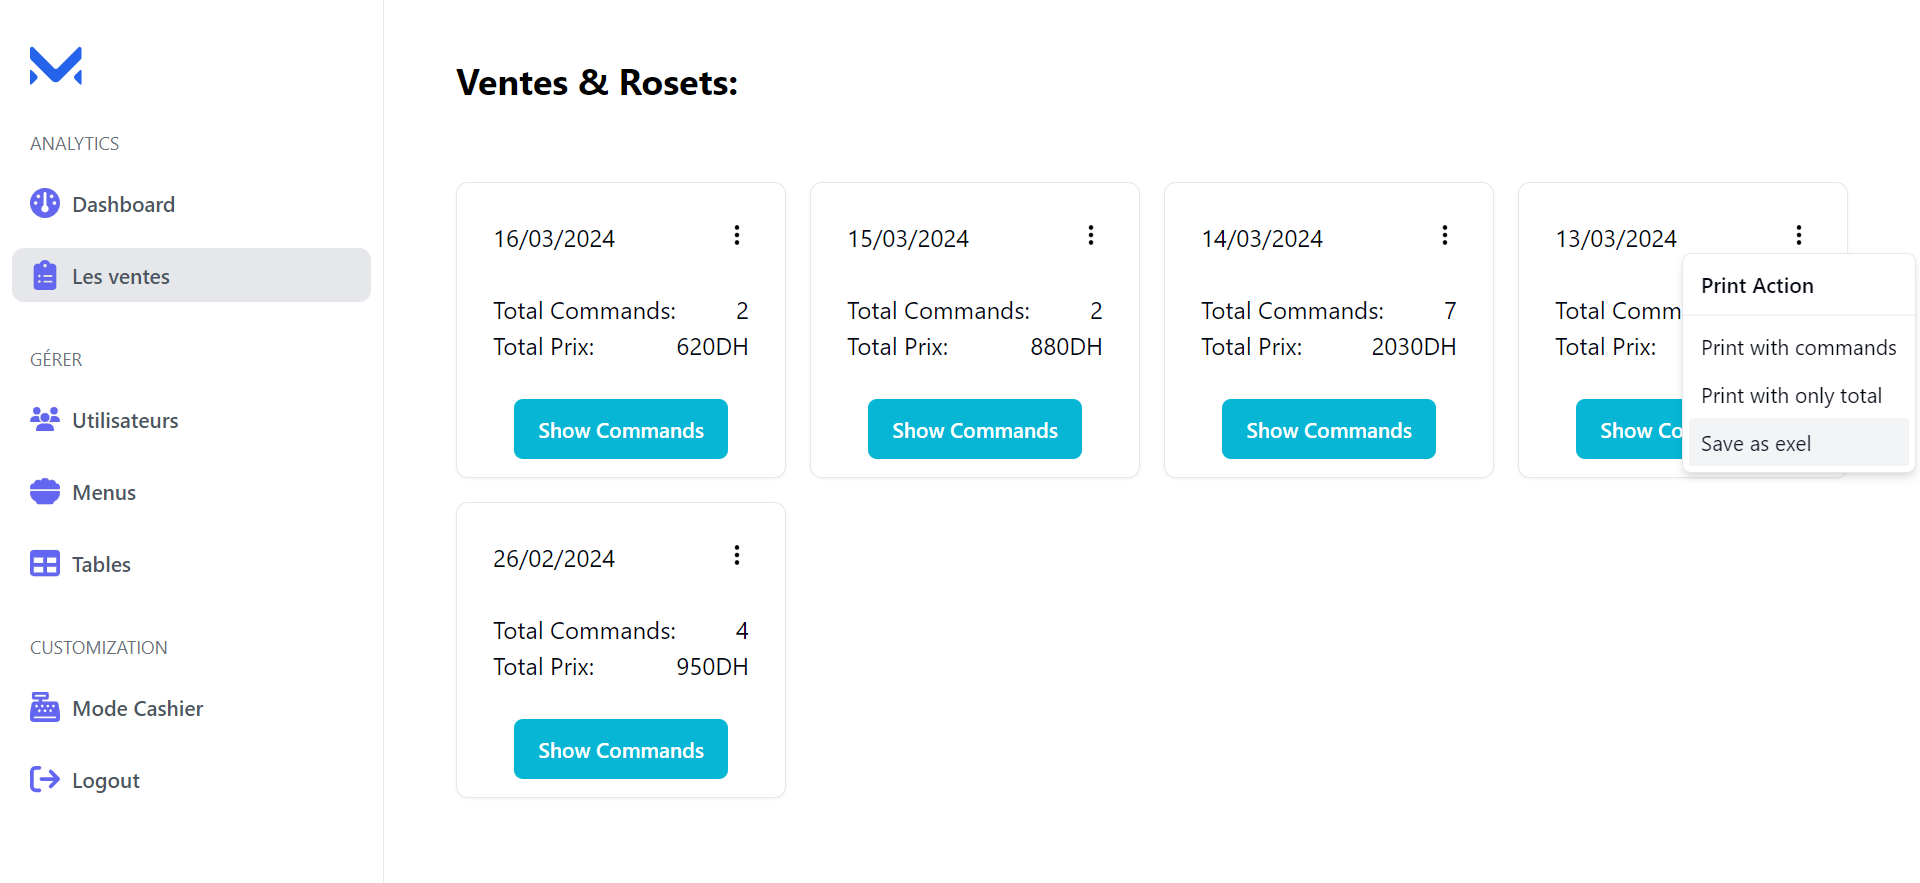 ANALYTICS
Dashboard
Les ventes
GÉRER
Utilisateurs
Menus
Tables
CUSTOMIZATION
Mode Cashier
Logout
Ventes & Rosets:
16/03/2024
Total Commands: 2
Total Prix: 620DH
Show Commands
15/03/2024
Total Commands: 2
Total Prix: 880DH
Show Commands
14/03/2024
Total Commands: 7
Total Prix: 2030DH
Show Commands
13/03/2024
Total Comm
Total Prix:
Show Co
Print Action
Print with commands
Print with only total
Save as exel
26/02/2024
Total Commands: 4
Total Prix: 950DH
Show Commands